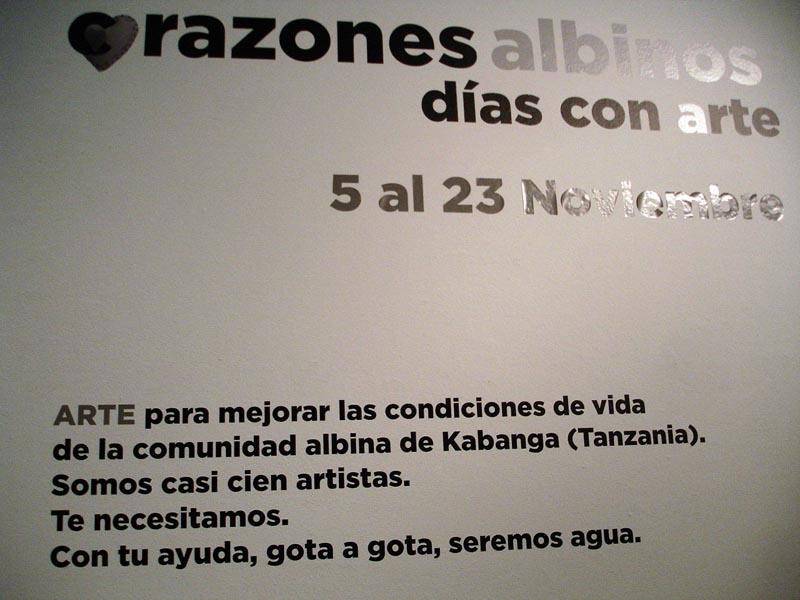 corazones albinos
días con arte
5 al 23 Noviembre
ARTE para mejorar las condiciones de vida
de la comunidad albina de Kabanga (Tanzania).
Somos casi cien artistas.
Te necesitamos.
Con tu ayuda, gota a gota, seremos agua.